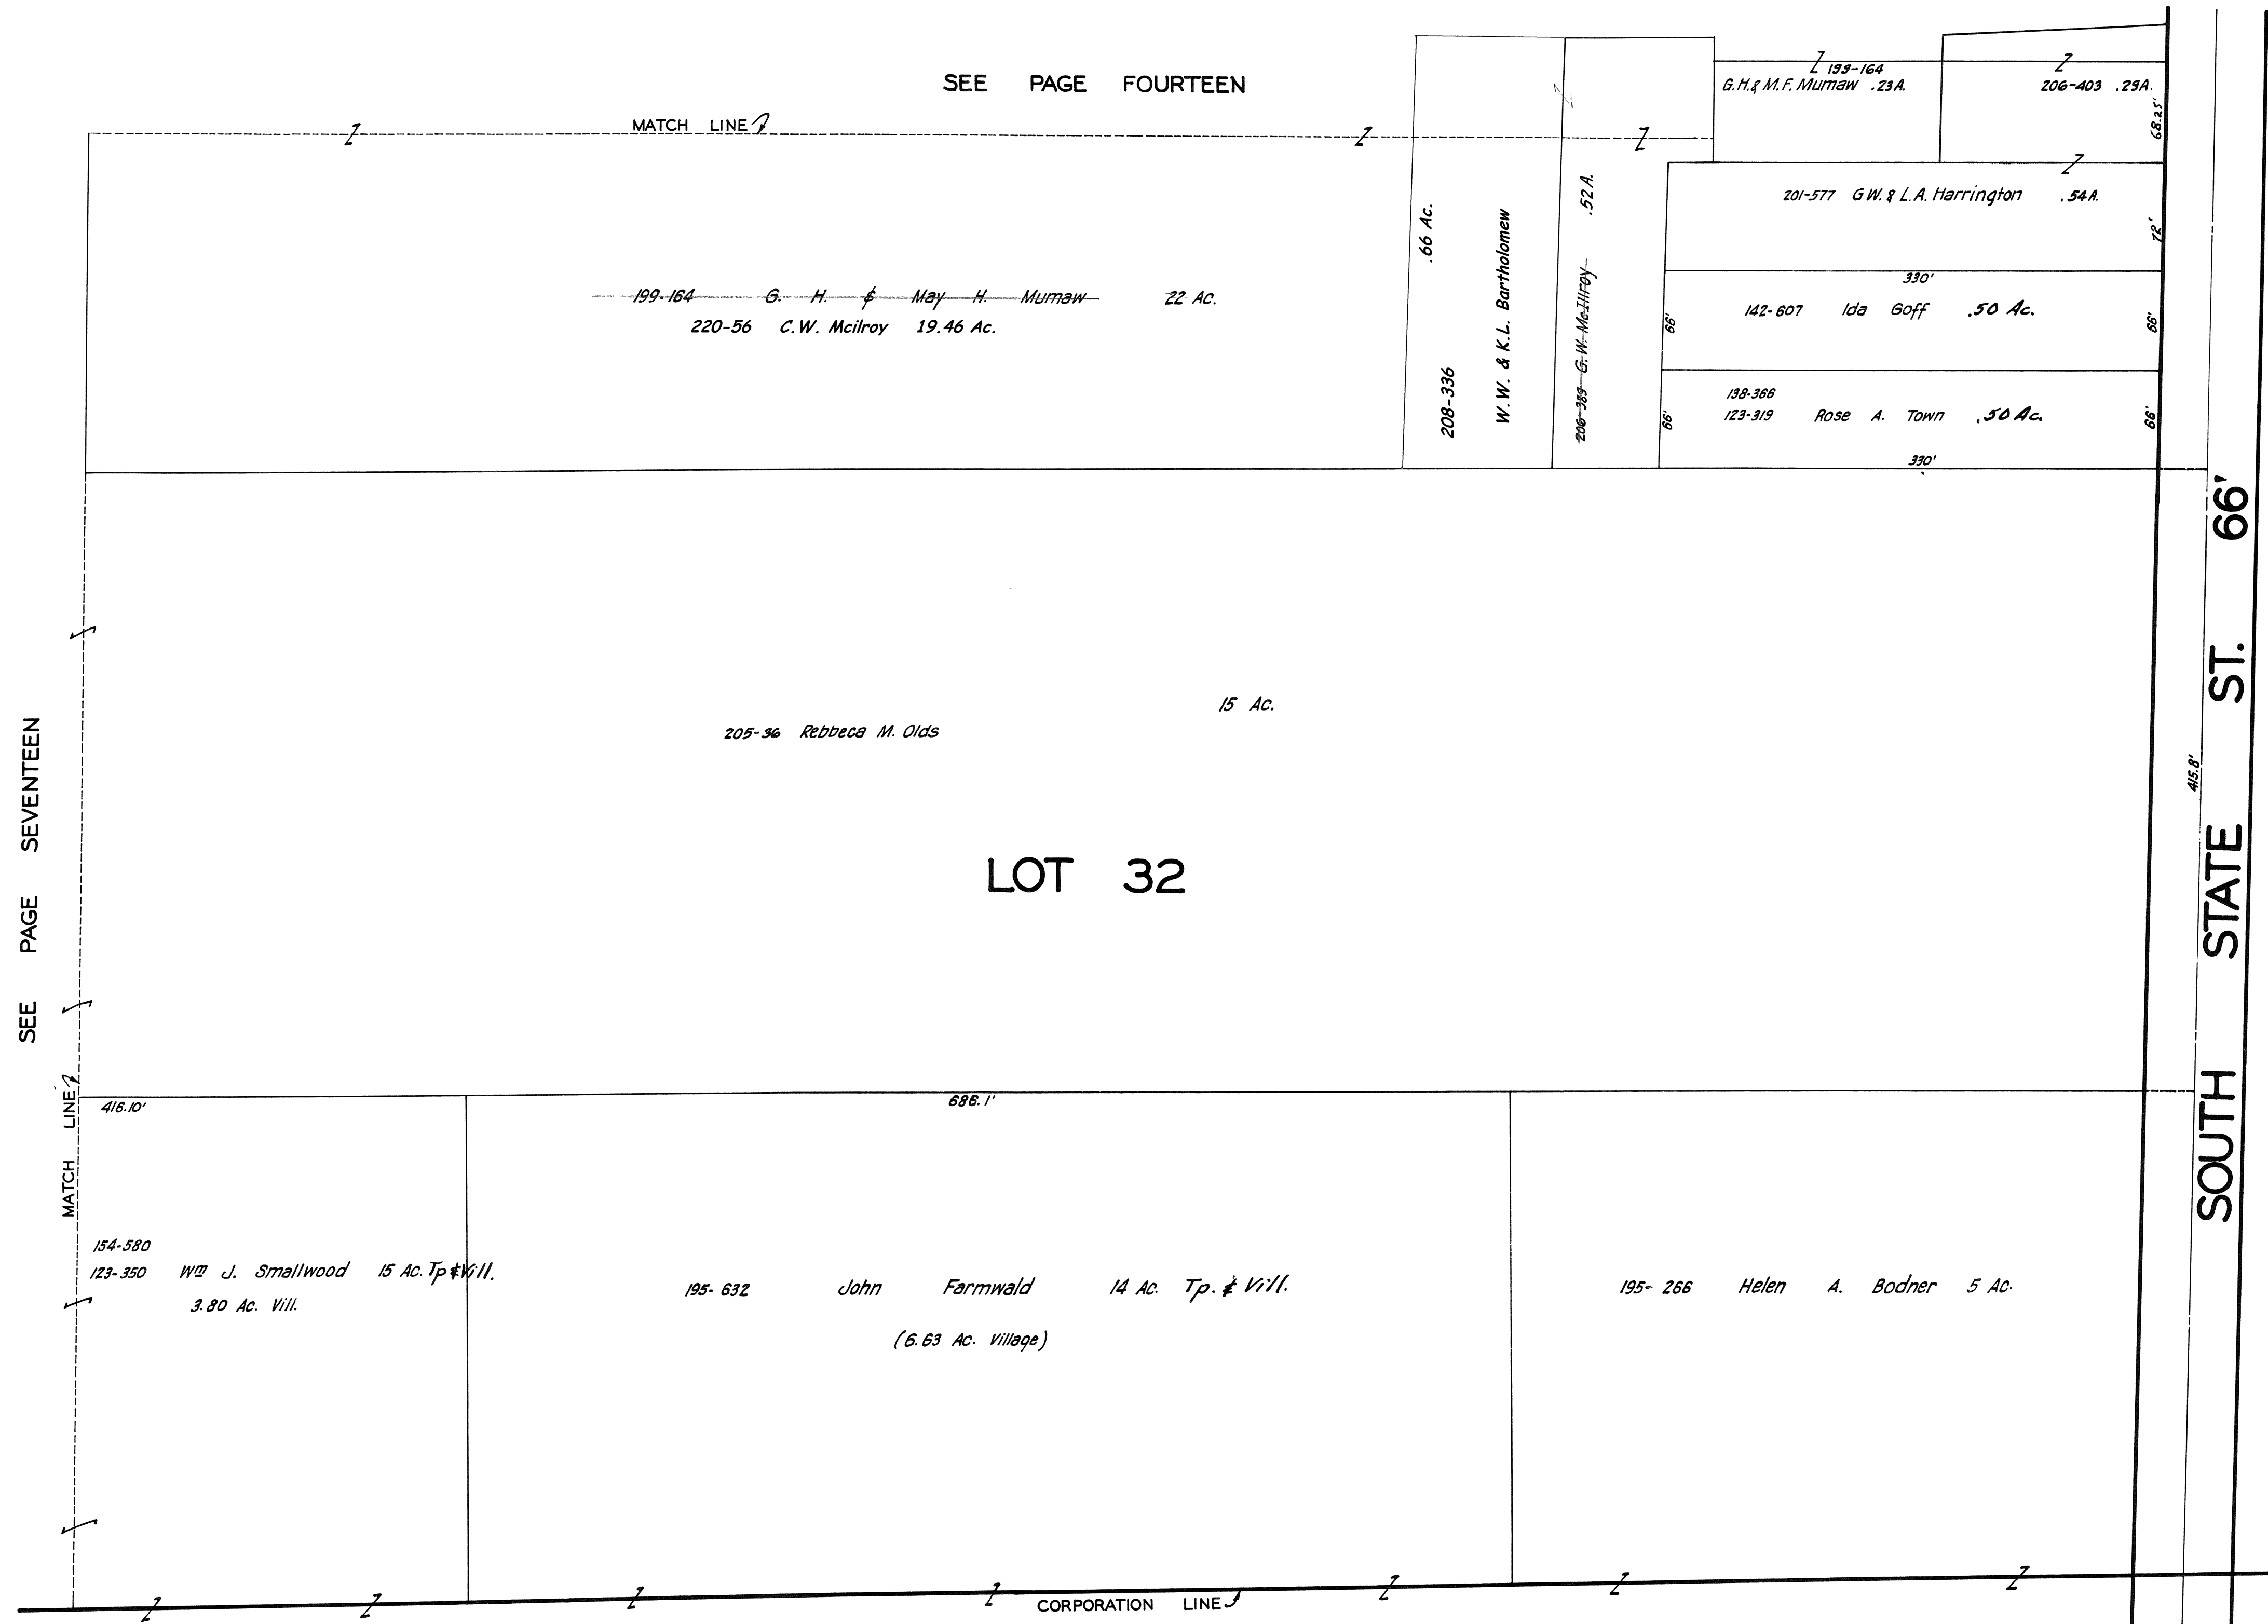 SEE PAGE FOURTEEN
MATCH LINE
199-164
G.H. & M.F. Mumaw .23A.
206-403 .29A.
68.25'
201-577 G.W. & L.A. Harrington .54A.
72'
330'
142-607 Ida Goff .50 Ac.
66'
66'
138-366
123-319 Rose A. Town .50 Ac.
66'
66'
330'
208-336 .66 Ac.
W.W. & K.L. Bartholomew
206-389 G.W. McIllroy .52A.
199-164 G. H. & May H. Mumaw 22 Ac.
220-56 C.W. Mcilroy 19.46 Ac.
15 Ac.
205-36 Rebbeca M. Olds
LOT 32
SEE PAGE SEVENTEEN
MATCH LINE
SOUTH STATE ST. 66'
415.8'
416.10'
686.1'
154-580
123-350 Wm J. Smallwood 15 Ac. Tp & Vill.
3.80 Ac. Vill.
195-632 John Farmwald 14 Ac. Tp. & Vill.
(6.63 Ac. Village)
195-266 Helen A. Bodner 5 Ac.
CORPORATION LINE